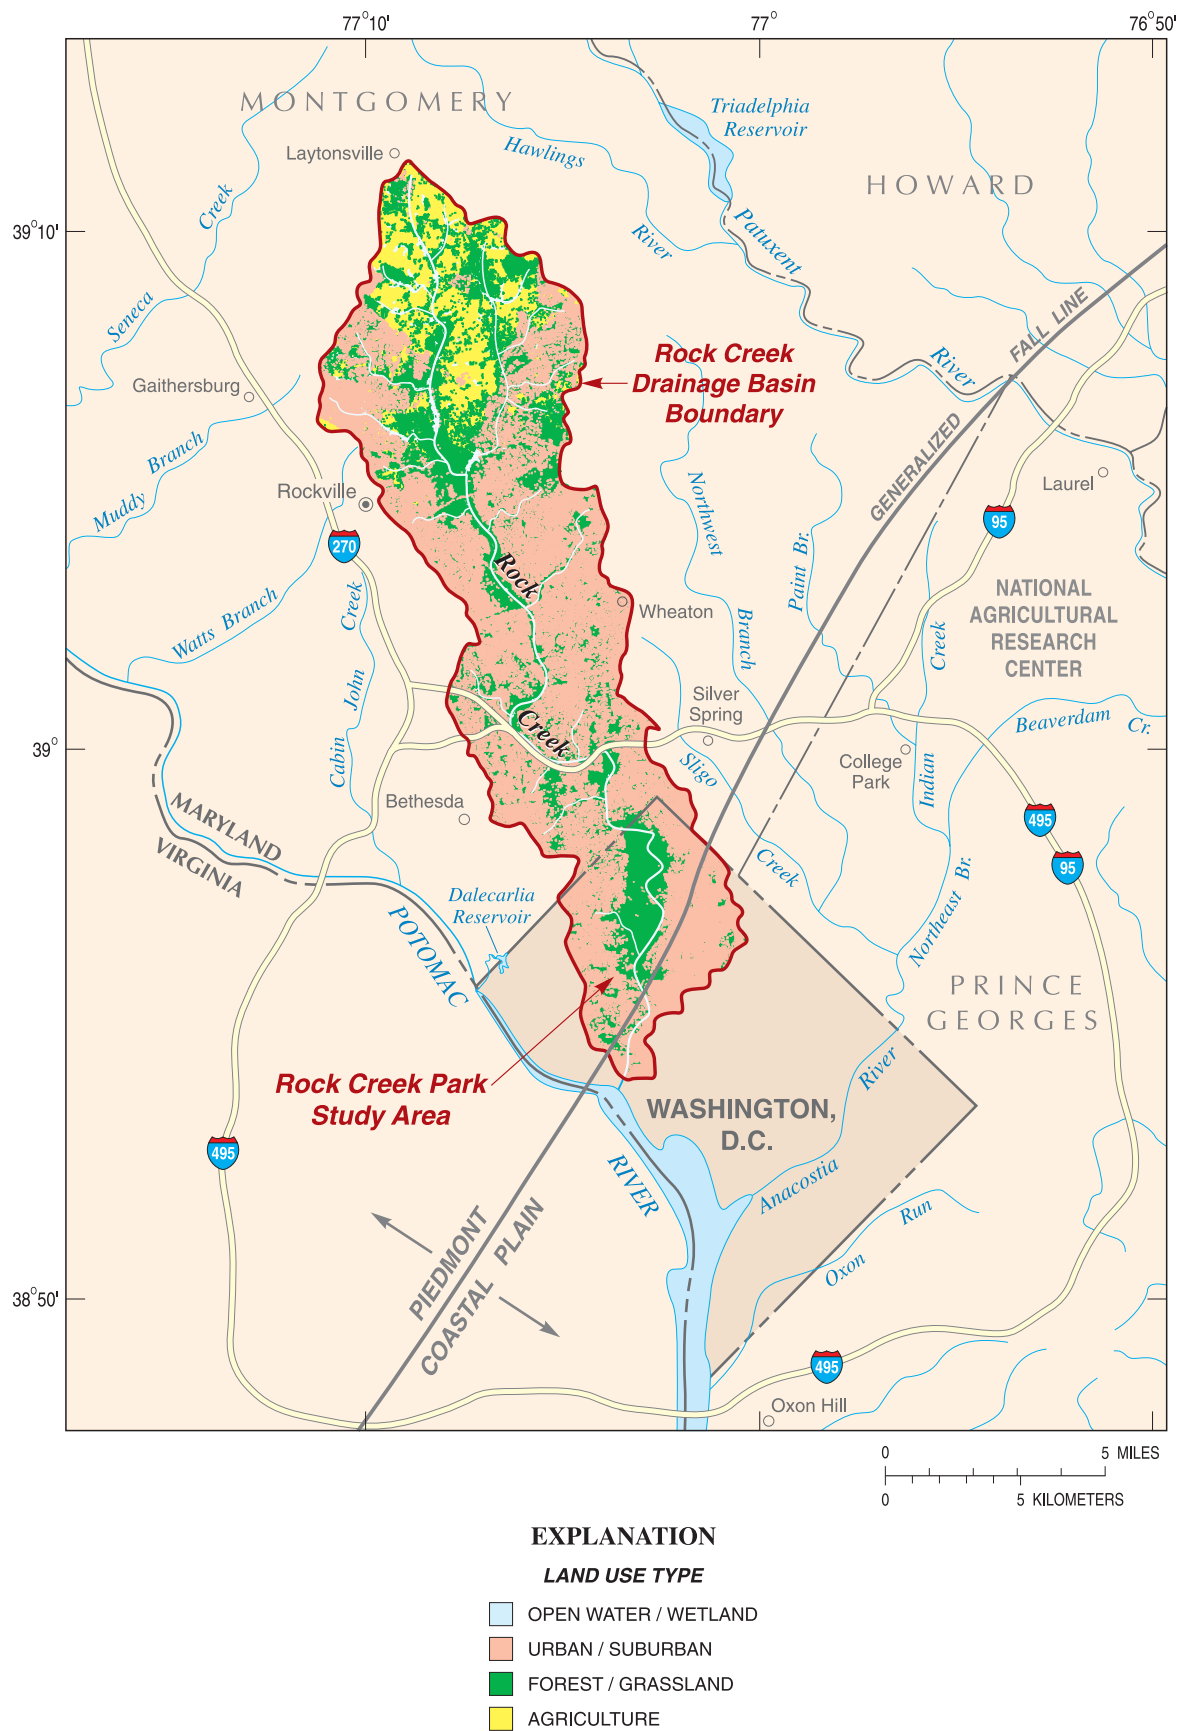 77°10'
77°
76°50'
MONTGOMERY
Triadelphia
Reservoir
Laytonsville
Hawlings
River
HOWARD
Creek
Seneca
39°10'
Patuxent
River
FALL LINE
GENERALIZED
Rock Creek
Drainage Basin
Boundary
Gaithersburg
Muddy Branch
Rockville
270
Laurel
95
Northwest
Branch
Paint Br.
Rock
Creek
Wheaton
NATIONAL
AGRICULTURAL
RESEARCH
CENTER
Watts Branch
Cabin John Creek
Silver
Spring
Beaverdam Cr.
39°
Sligo
Creek
College
Park
Indian
Creek
Bethesda
MARYLAND
VIRGINIA
495
95
Dalecarlia
Reservoir
Northeast Br.
POTOMAC
RIVER
PRINCE
GEORGES
Rock Creek Park
Study Area
WASHINGTON,
D.C.
River
Anacostia
495
PIEDMONT
COASTAL PLAIN
Oxon Run
38°50'
495
Oxon Hill
0 5 MILES
0 5 KILOMETERS
EXPLANATION
LAND USE TYPE
OPEN WATER / WETLAND
URBAN / SUBURBAN
FOREST / GRASSLAND
AGRICULTURE